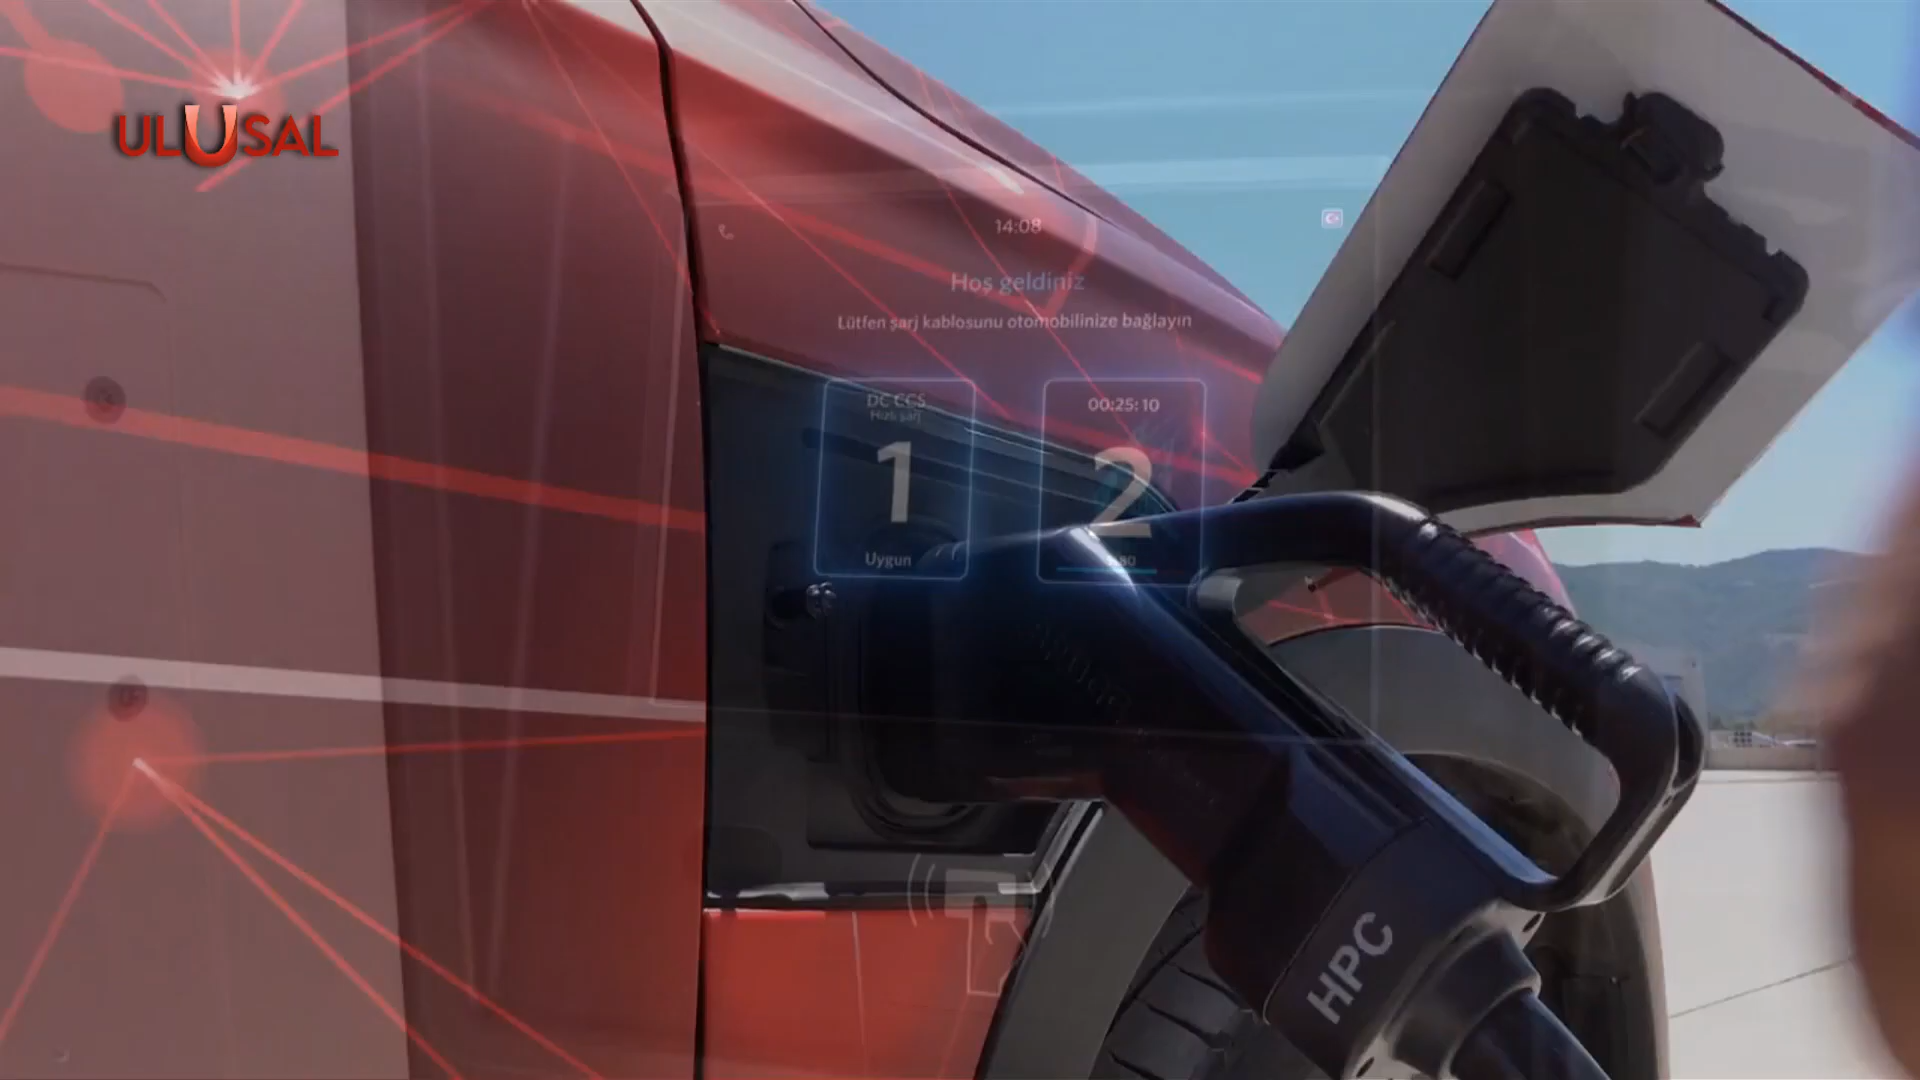 ULUSAL
14:08
Hoş geldiniz
Lütfen şarj kablosunu otomobilinize bağlayın
DC CCS
Hızlı şarj
1
Uygun
00:25:10
2
HPC